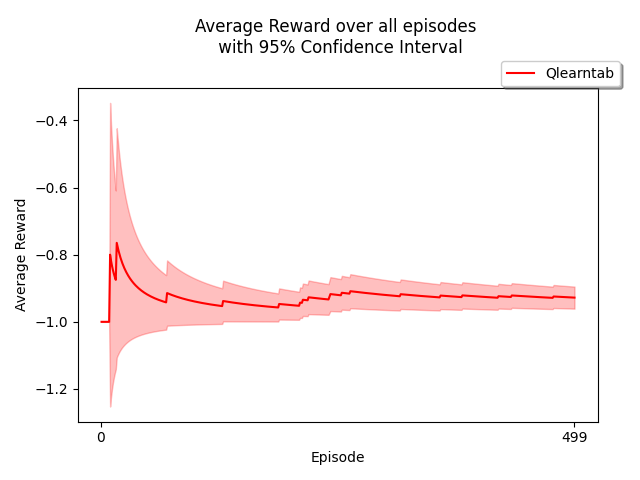 Average Reward over all episodes
with 95% Confidence Interval
Qlearntab
−0.4
−0.6
−0.8
−1.0
−1.2
Average Reward
0
499
Episode